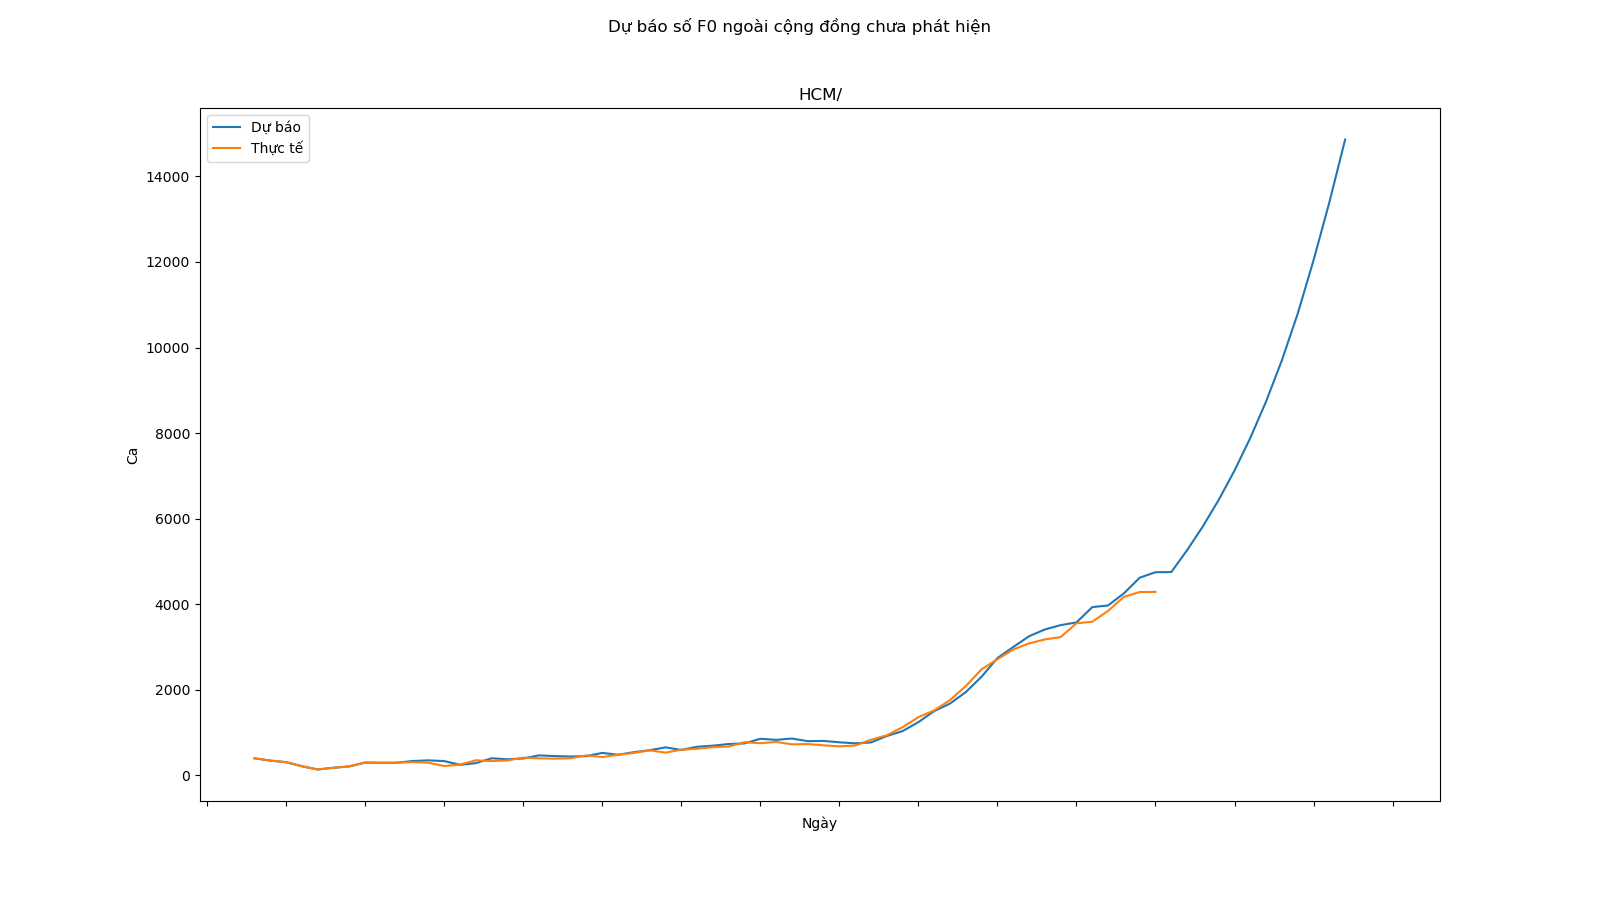 Dự báo số F0 ngoài cộng đồng chưa phát hiện
HCM/
Dự báo
Thực tế
14000
12000
10000
8000
6000
4000
2000
0
Ca
Ngày